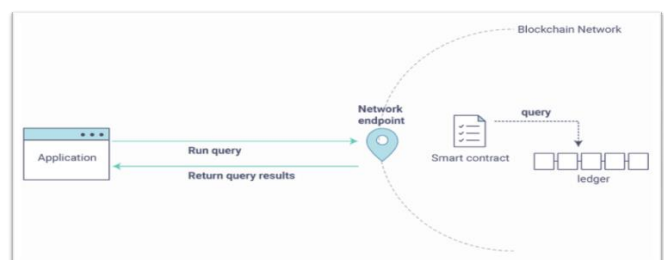 Blockchain Network
Network
endpoint
query
Run query
Application
Smart contract
Return query results
ledger